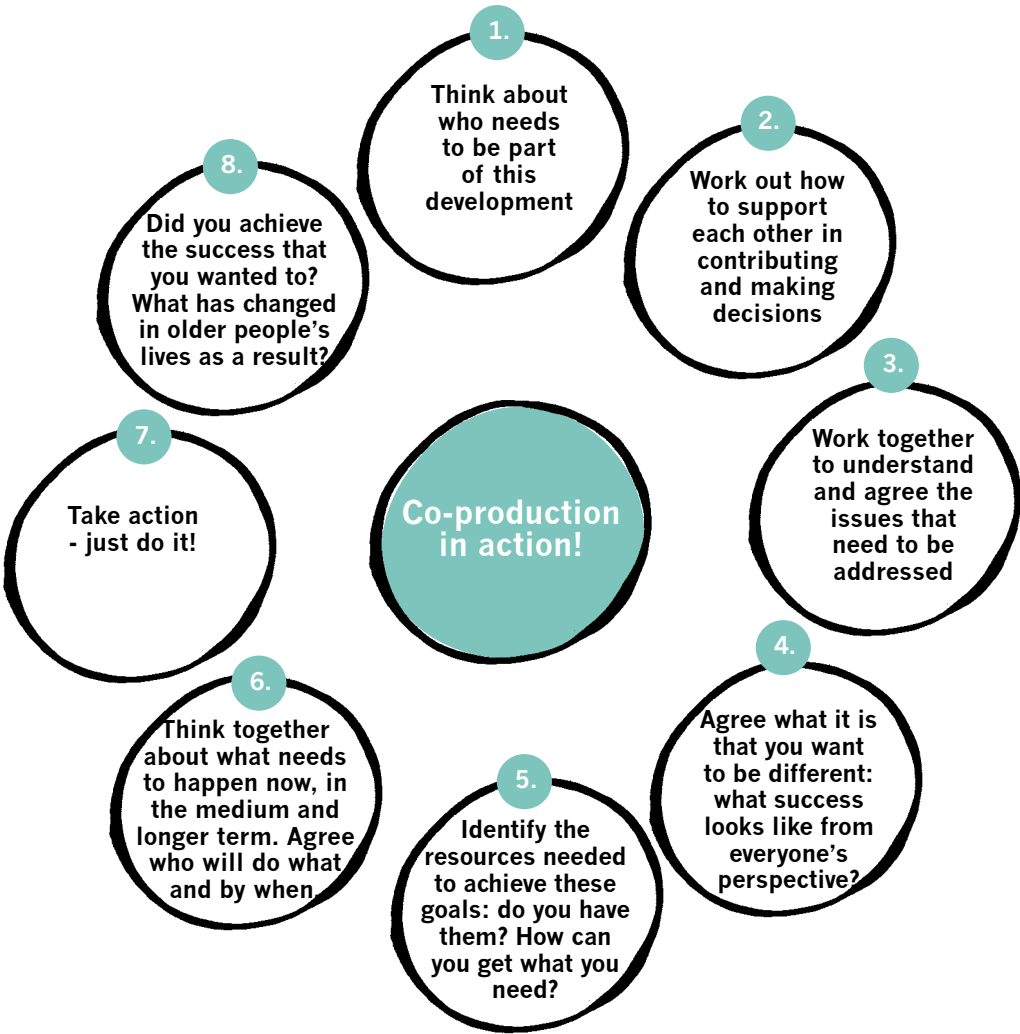 1.
Think about
who needs
to be part
of this
development
2.
Work out how
to support
each other in
contributing
and making
decisions
3.
Work together
to understand
and agree the
issues that
need to be
addressed
4.
Agree what it is
that you want
to be different:
what success
looks like from
everyone’s
perspective?
5.
Identify the
resources needed
to achieve these
goals: do you have
them? How can
you get what you
need?
6.
Think together
about what needs
to happen now, in
the medium and
longer term. Agree
who will do what
and by when.
7.
Take action
- just do it!
8.
Did you achieve
the success that
you wanted to?
What has changed
in older people’s
lives as a result?
Co-production
in action!